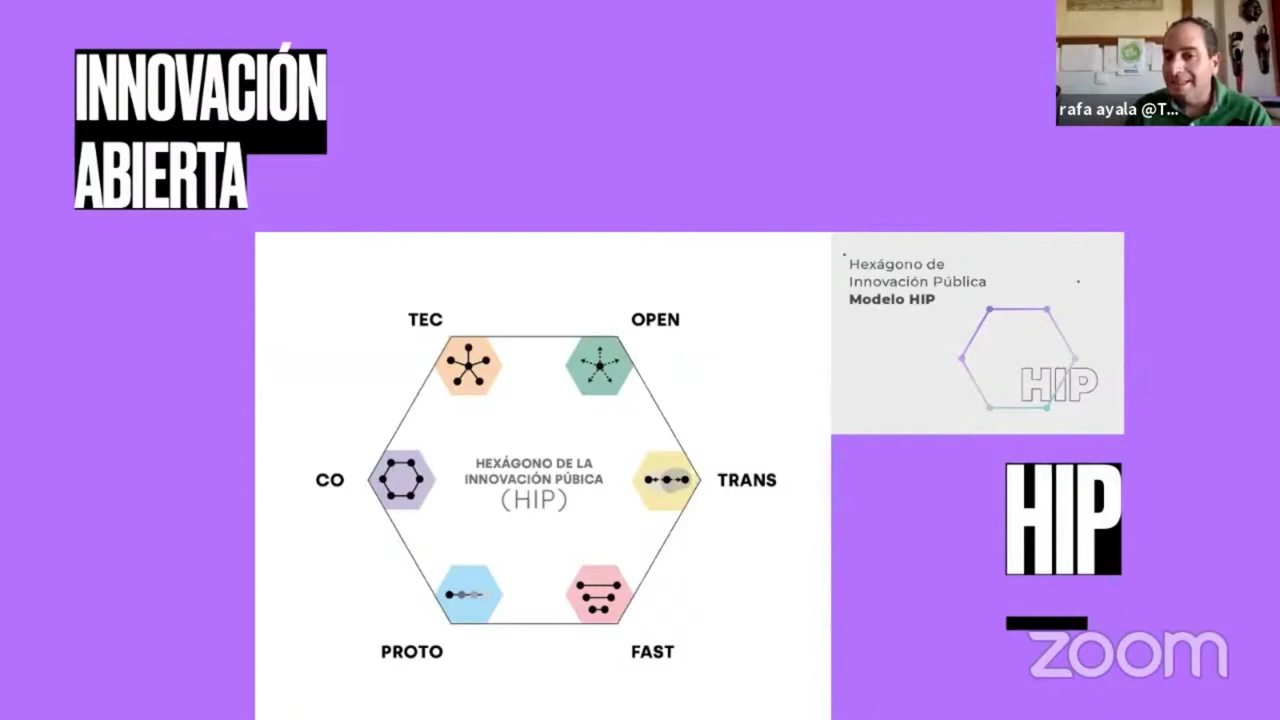 INNOVACIÓN
ABIERTA
rafa ayala @T...
Hexágono de
Innovación Pública
Modelo HIP
HIP
TEC
OPEN
CO
HEXÁGONO DE LA
INNOVACIÓN PÚBICA
(HIP)
TRANS
PROTO
FAST
HIP
zoom